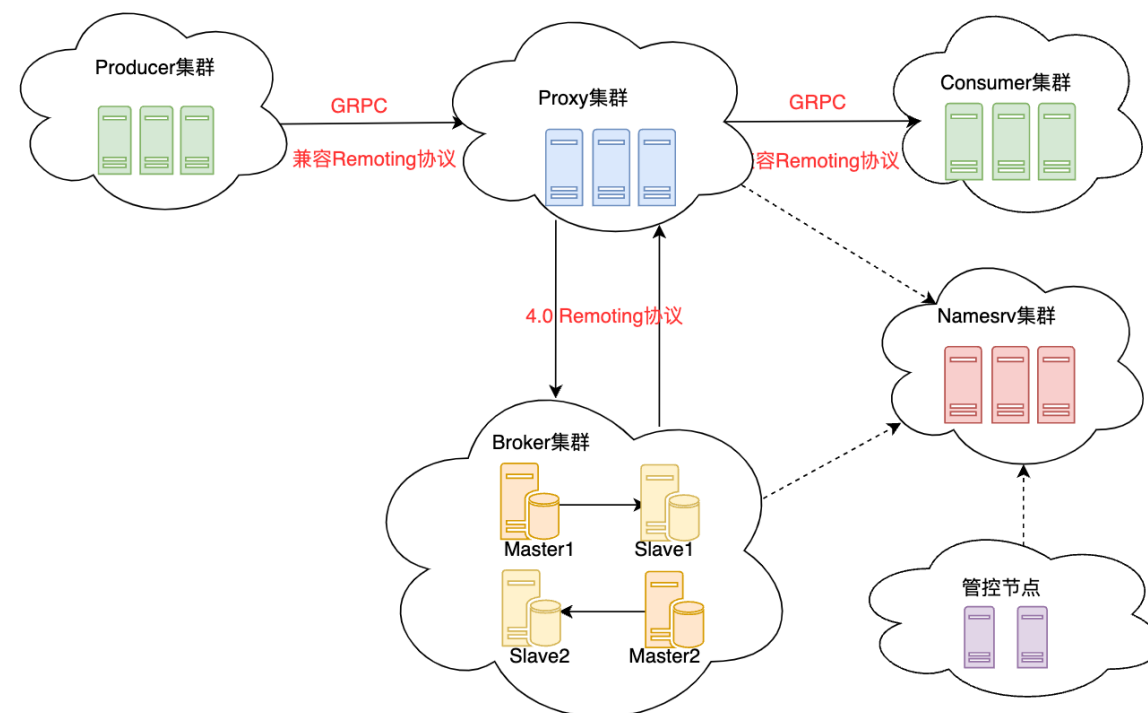 Producer集群
Proxy集群
Consumer集群
GRPC
GRPC
兼容Remoting协议
容Remoting协议
Namesrv集群
4.0 Remoting协议
Broker集群
Master1
Slave1
管控节点
Slave2
Master2